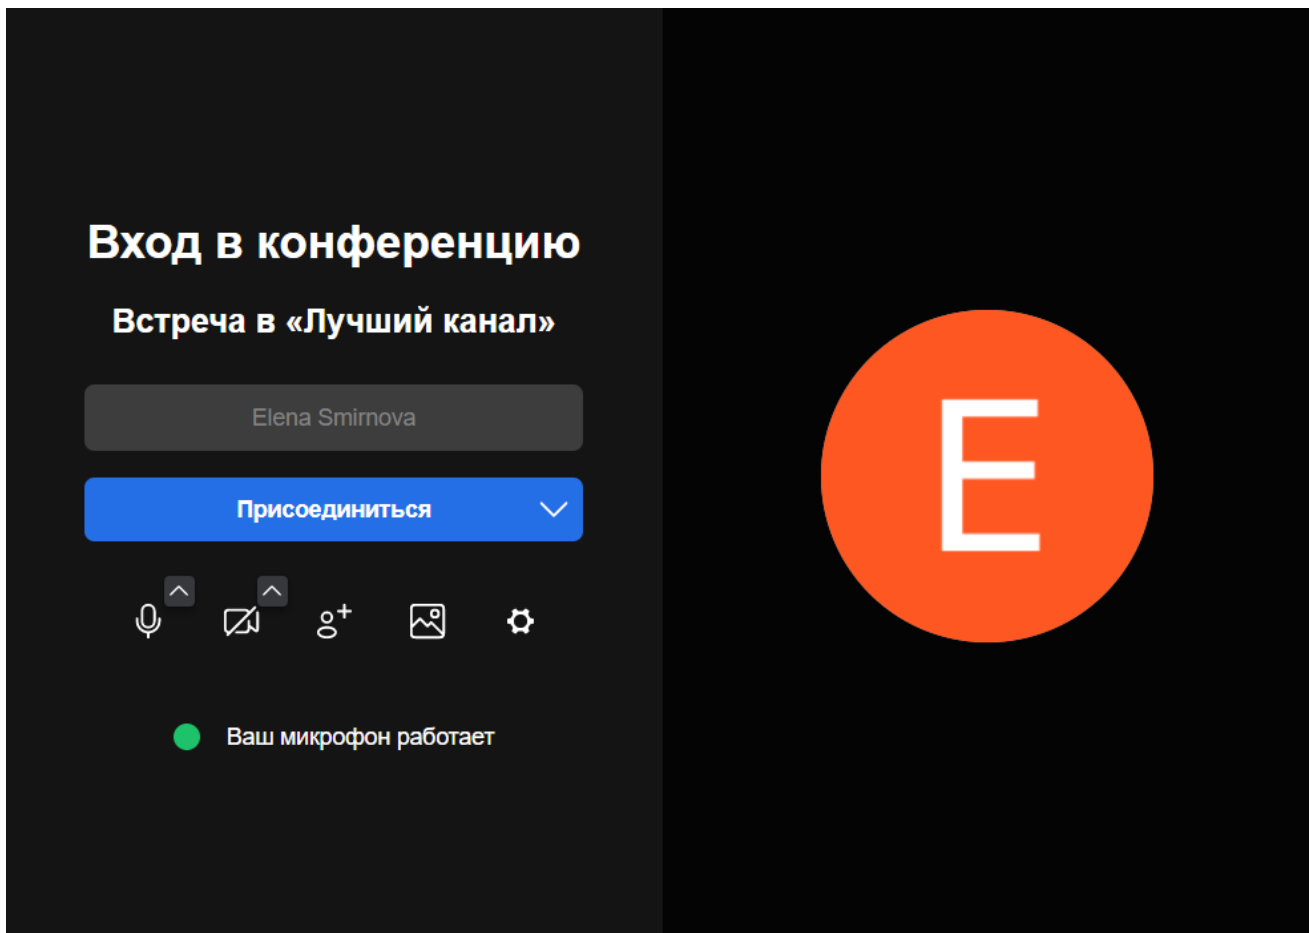 Вход в конференцию
Встреча в «Лучший канал»
Elena Smirnova
Присоединиться
Ваш микрофон работает
E